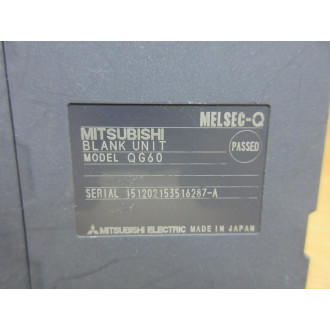 MELSEC-Q
MITSUBISHI
BLANK UNIT
PASSED
MODEL QG60
SERIAL 151202153516287-A
MITSUBISHI ELECTRIC MADE IN JAPAN